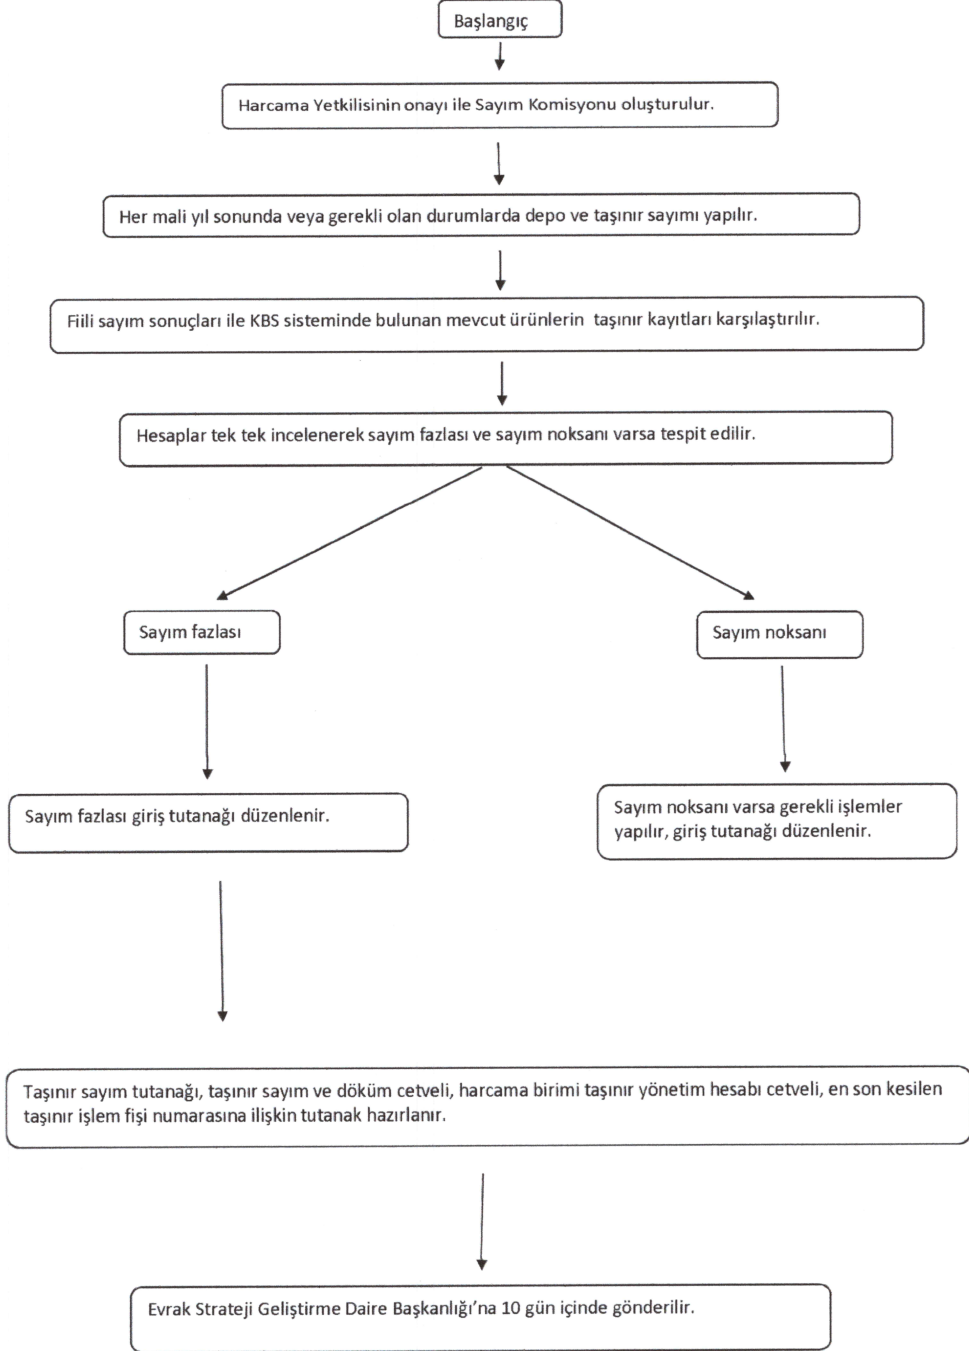 Başlangıç
Harcama Yetkilisinin onayı ile Sayım Komisyonu oluşturulur.
Her mali yıl sonunda veya gerekli olan durumlarda depo ve taşınır sayımı yapılır.
Fiili sayım sonuçları ile KBS sisteminde bulunan mevcut ürünlerin taşınır kayıtları karşılaştırılır.
Hesaplar tek tek incelenerek sayım fazlası ve sayım noksanı varsa tespit edilir.
Sayım fazlası
Sayım noksanı
Sayım fazlası giriş tutanağı düzenlenir.
Sayım noksanı varsa gerekli işlemler
yapılır, giriş tutanağı düzenlenir.
Taşınır sayım tutanağı, taşınır sayım ve döküm cetveli, harcama birimi taşınır yönetim hesabı cetveli, en son kesilen
taşınır işlem fişi numarasına ilişkin tutanak hazırlanır.
Evrak Strateji Geliştirme Daire Başkanlığı’na 10 gün içinde gönderilir.